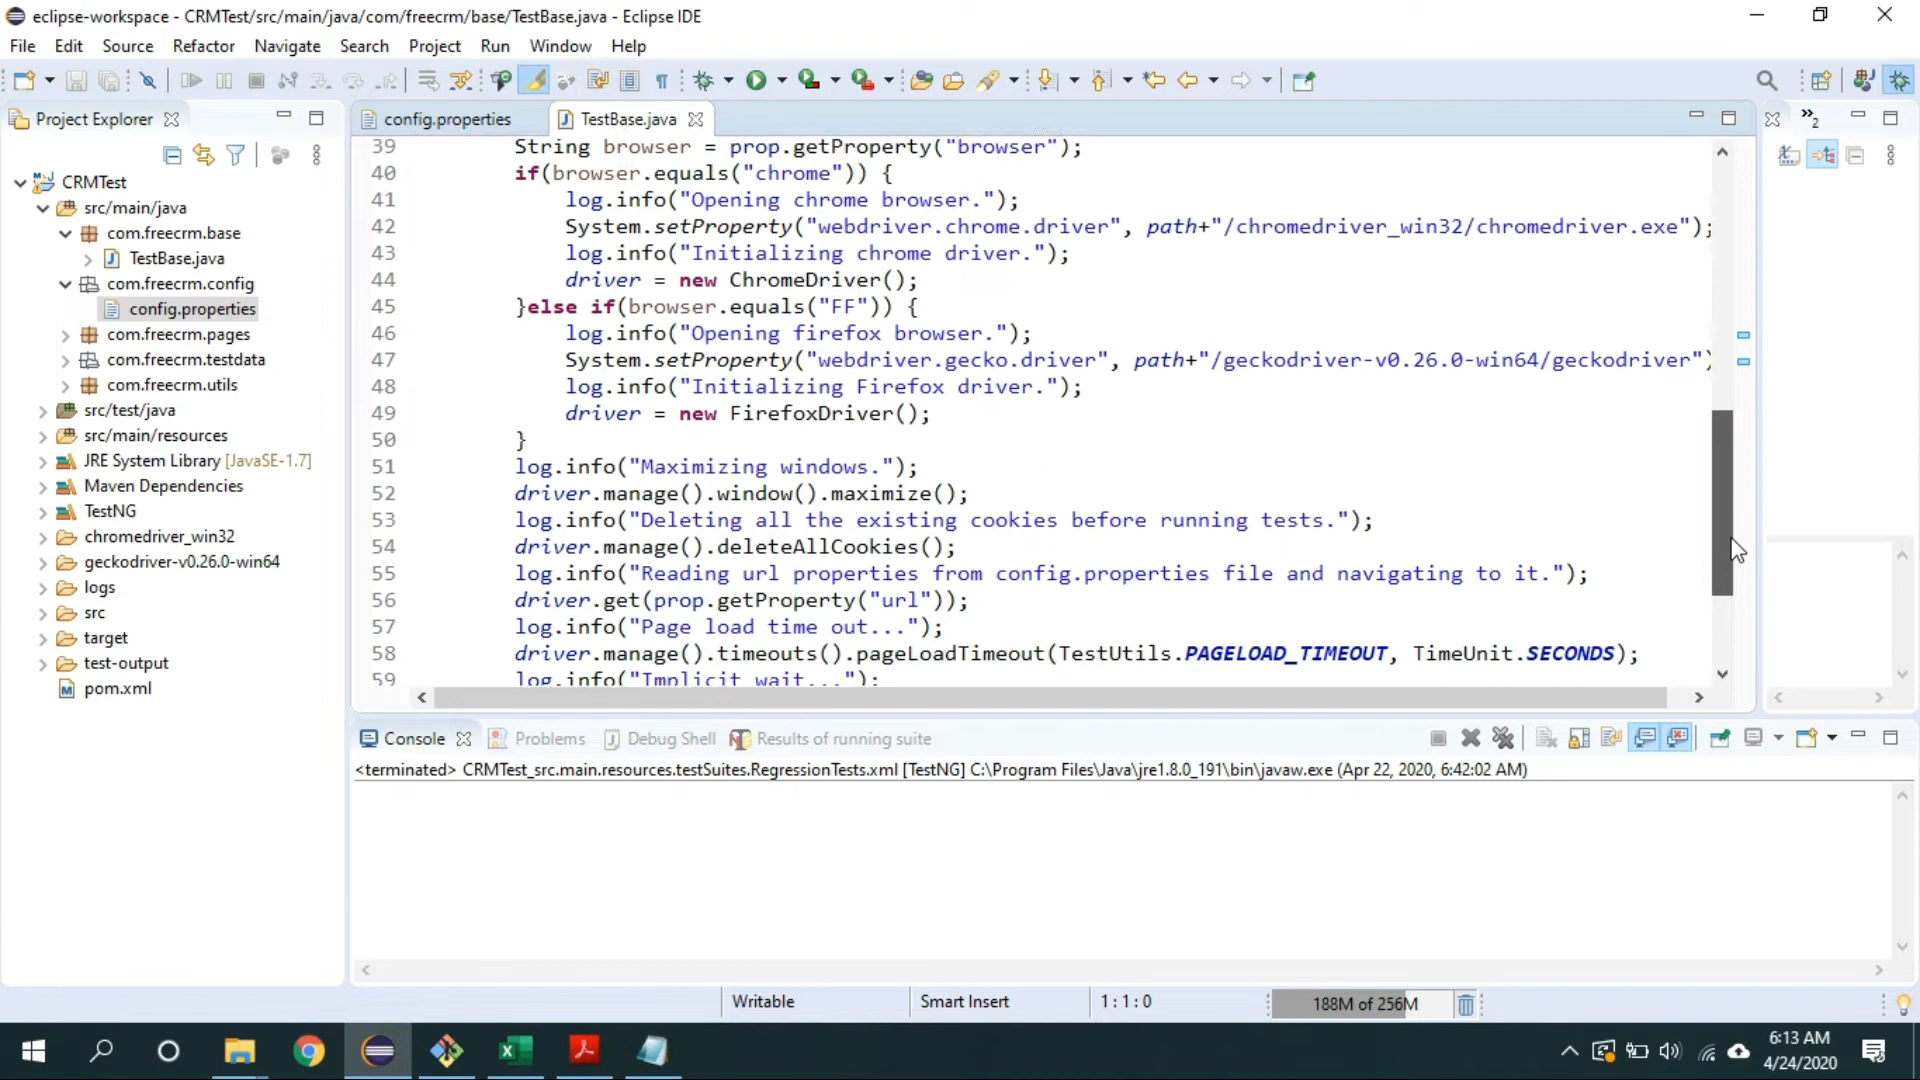 eclipse-workspace - CRMTest/src/main/java/com/freecrm/base/TestBase.java - Eclipse IDE
File Edit Source Refactor Navigate Search Project Run Window Help
Project Explorer
config.properties
TestBase.java
2
CRMTest
src/main/java
com.freecrm.base
TestBase.java
com.freecrm.config
config.properties
com.freecrm.pages
com.freecrm.testdata
com.freecrm.utils
src/test/java
src/main/resources
JRE System Library [JavaSE-1.7]
Maven Dependencies
TestNG
chromedriver_win32
geckodriver-v0.26.0-win64
logs
src
target
test-output
pom.xml
39 String browser = prop.getProperty("browser");
40 if(browser.equals("chrome")) {
41 log.info("Opening chrome browser.");
42 System.setProperty("webdriver.chrome.driver", path+"/chromedriver_win32/chromedriver.exe");
43 log.info("Initializing chrome driver.");
44 driver = new ChromeDriver();
45 }else if(browser.equals("FF")) {
46 log.info("Opening firefox browser.");
47 System.setProperty("webdriver.gecko.driver", path+"/geckodriver-v0.26.0-win64/geckodriver")
48 log.info("Initializing Firefox driver.");
49 driver = new FirefoxDriver();
50 }
51 log.info("Maximizing windows.");
52 driver.manage().window().maximize();
53 log.info("Deleting all the existing cookies before running tests.");
54 driver.manage().deleteAllCookies();
55 log.info("Reading url properties from config.properties file and navigating to it.");
56 driver.get(prop.getProperty("url"));
57 log.info("Page load time out...");
58 driver.manage().timeouts().pageLoadTimeout(TestUtils.PAGELOAD_TIMEOUT, TimeUnit.SECONDS);
59 log.info("Implicit wait...");
Console Problems Debug Shell Results of running suite
<terminated> CRMTest_src.main.resources.testSuites.RegressionTests.xml [TestNG] C:\Program Files\Java\jre1.8.0_191\bin\javaw.exe (Apr 22, 2020, 6:42:02 AM)
Writable Smart Insert 1 : 1 : 0 188M of 256M
6:13 AM
4/24/2020